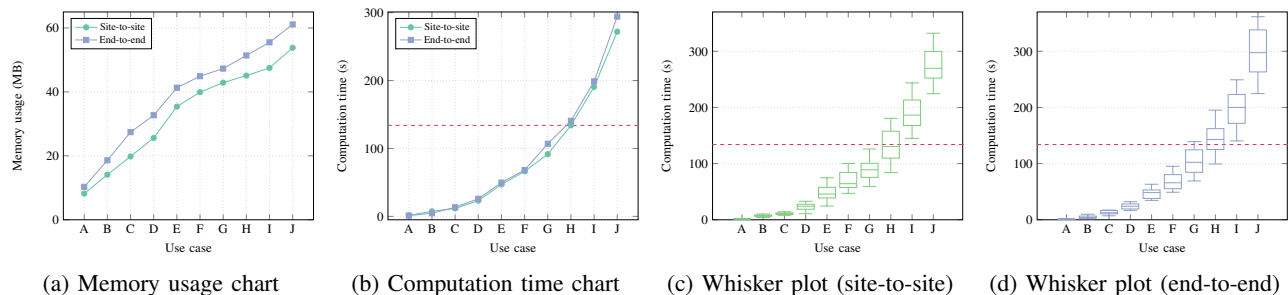 Site-to-site
End-to-end
60
40
20
0
Memory usage (MB)
A B C D E F G H I J
Use case
(a) Memory usage chart
Site-to-site
End-to-end
300
200
100
0
Computation time (s)
A B C D E F G H I J
Use case
(b) Computation time chart
300
200
100
0
Computation time (s)
A B C D E F G H I J
Use case
(c) Whisker plot (site-to-site)
300
200
100
0
Computation time (s)
A B C D E F G H I J
Use case
(d) Whisker plot (end-to-end)